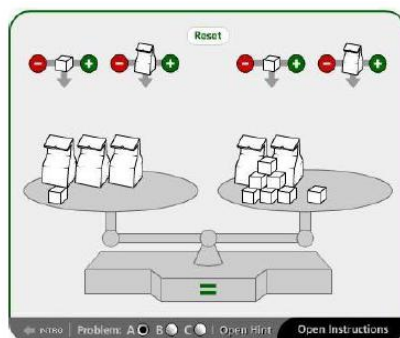 Reset
=
INTRO Problem: A B C | Open Hint Open Instructions